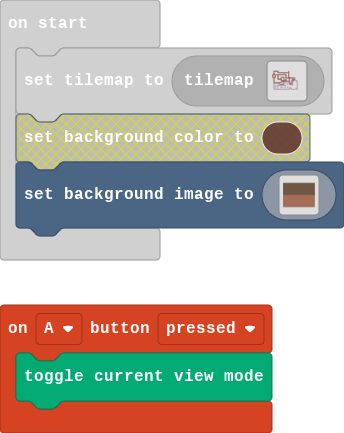 on start
set tilemap to tilemap
set background color to
set background image to
on A button pressed
toggle current view mode